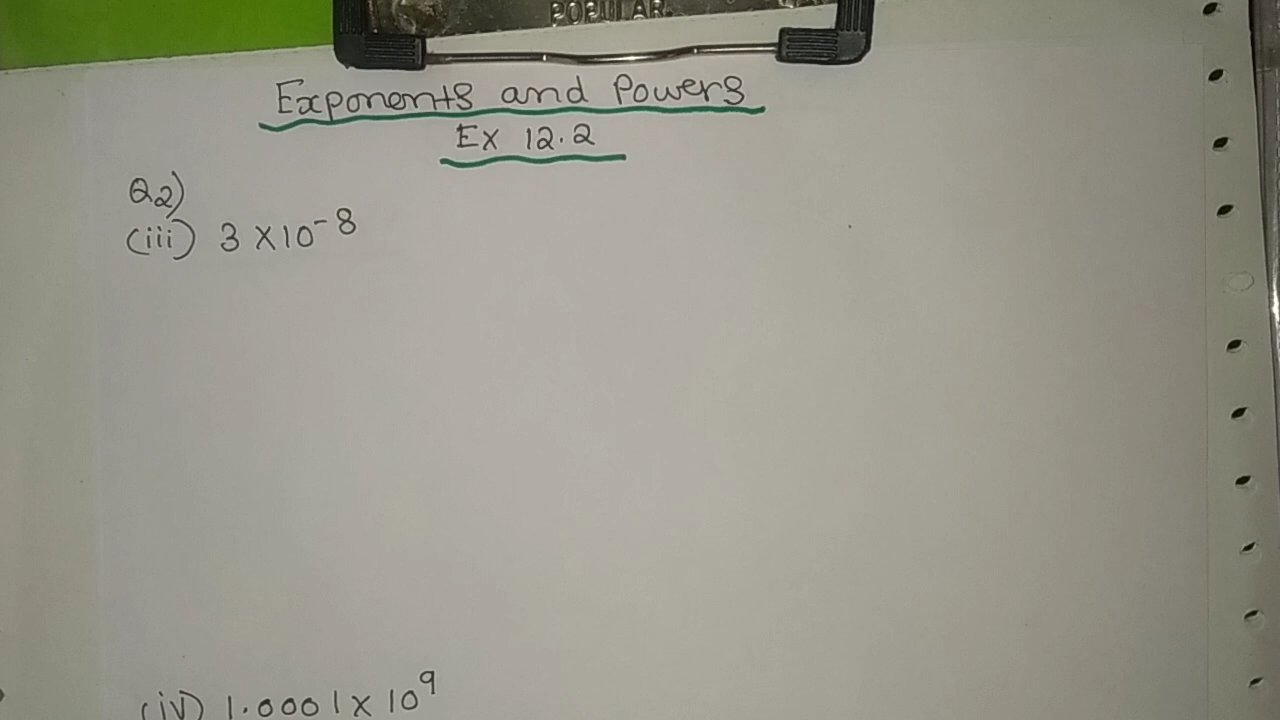 POPULAR
Exponents and Powers
Ex 12.2
Q2)
(iii) 3 × 10⁻⁸
(iv) 1.0001 × 10⁹